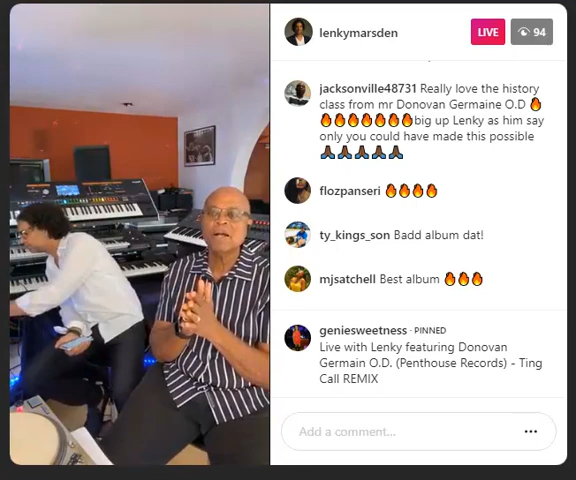 lenkymarsden
LIVE
94
jacksonville48731 Really love the history
class from mr Donovan Germaine O.D 🔥
🔥🔥🔥🔥🔥🔥🔥big up Lenky as him say
only you could have made this possible
🙏🏾🙏🏾🙏🏾🙏🏾🙏🏾
flozpanseri 🔥🔥🔥🔥
ty_kings_son Badd album dat!
mjsatchell Best album 🔥🔥🔥
geniesweetness · PINNED
Live with Lenky featuring Donovan
Germain O.D. (Penthouse Records) - Ting
Call REMIX
Add a comment...